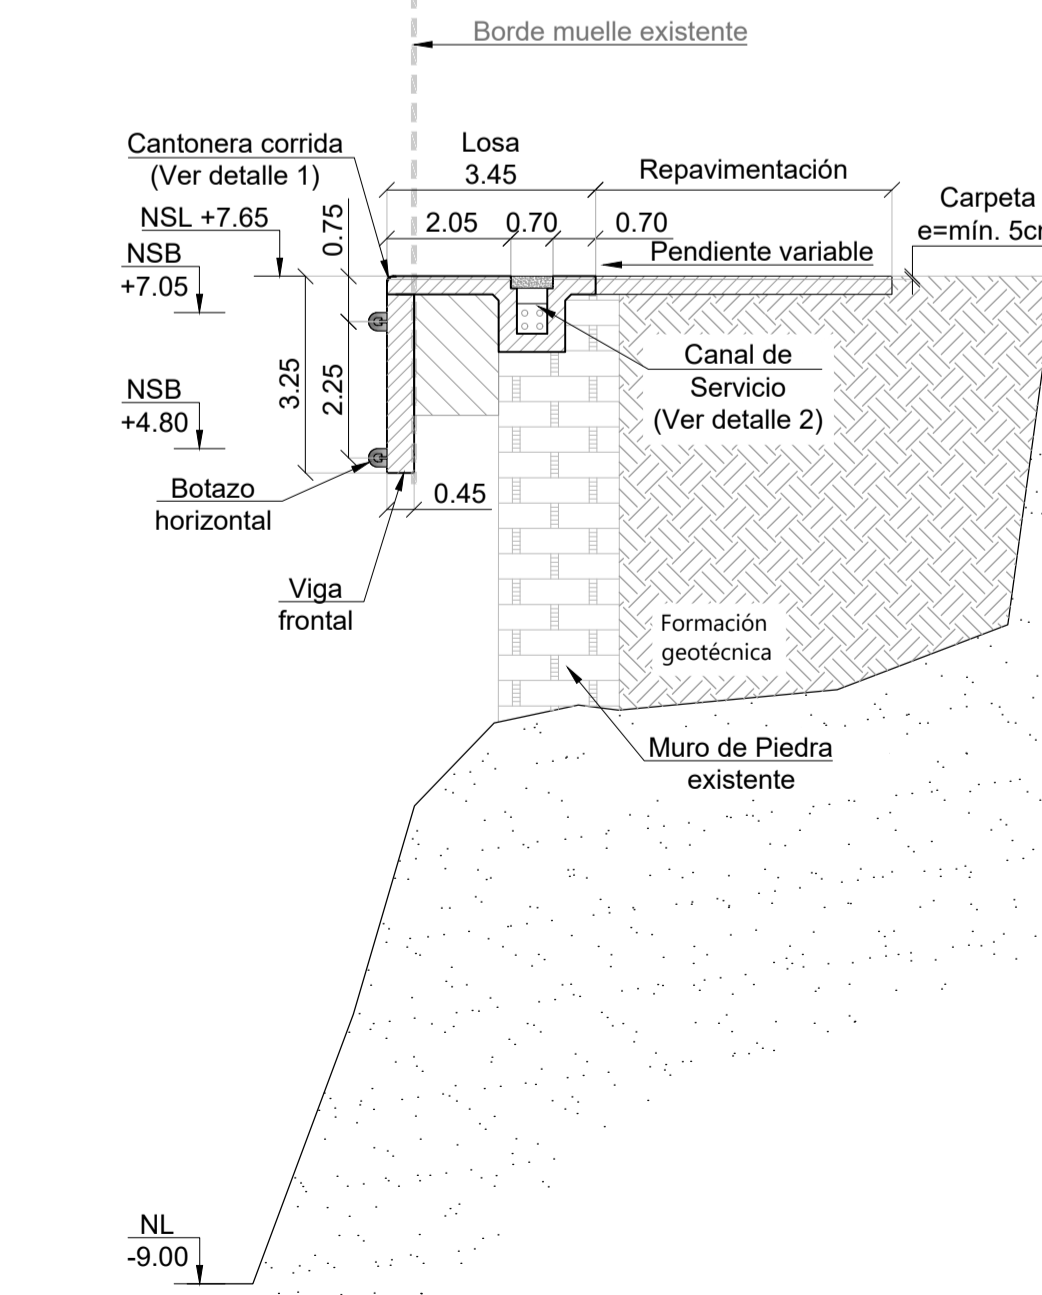 Borde muelle existente
Cantonera corrida
(Ver detalle 1)
Losa
3.45
Repavimentación
Carpeta
e=mín. 5cm
NSL +7.65
0.75
2.05
0.70
0.70
Pendiente variable
NSB
+7.05
3.25
2.25
Canal de
Servicio
(Ver detalle 2)
NSB
+4.80
Botazo
horizontal
0.45
Viga
frontal
Formación
geotécnica
Muro de Piedra
existente
NL
-9.00